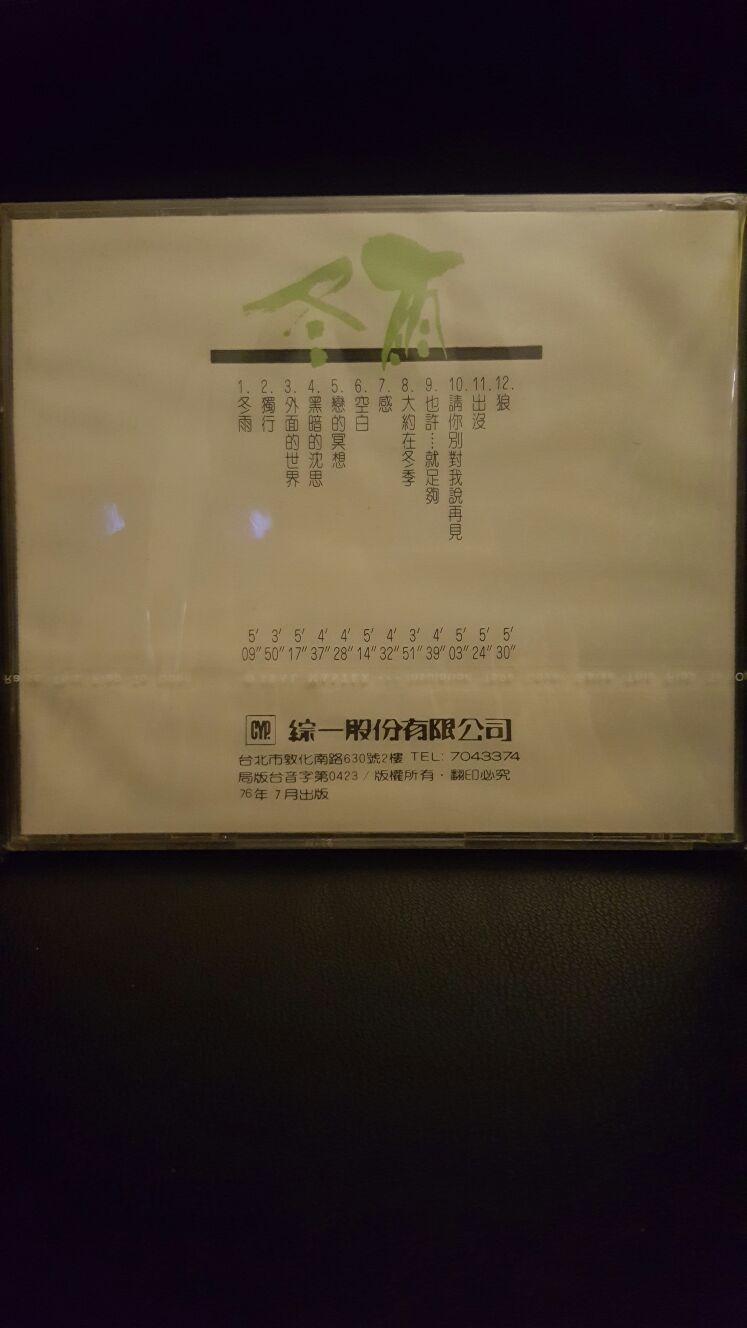 冬雨
1. 冬雨
2. 獨行
3. 外面的世界
4. 黑暗的沈思
5. 戀的冥想
6. 空白
7. 感
8. 大約在冬季
9. 也許…就足夠
10. 請你別對我說再見
11. 出沒
12. 狼
5′ 3′ 5′ 4′ 4′ 5′ 4′ 3′ 4′ 5′ 5′ 5′
09″ 50″ 17″ 37″ 28″ 14″ 32″ 51″ 39″ 03″ 24″ 30″
CYP. 綜一股份有限公司
台北市敦化南路630號2樓 TEL: 7043374
局版台音字第0423 / 版權所有・翻印必究
76年 7月出版